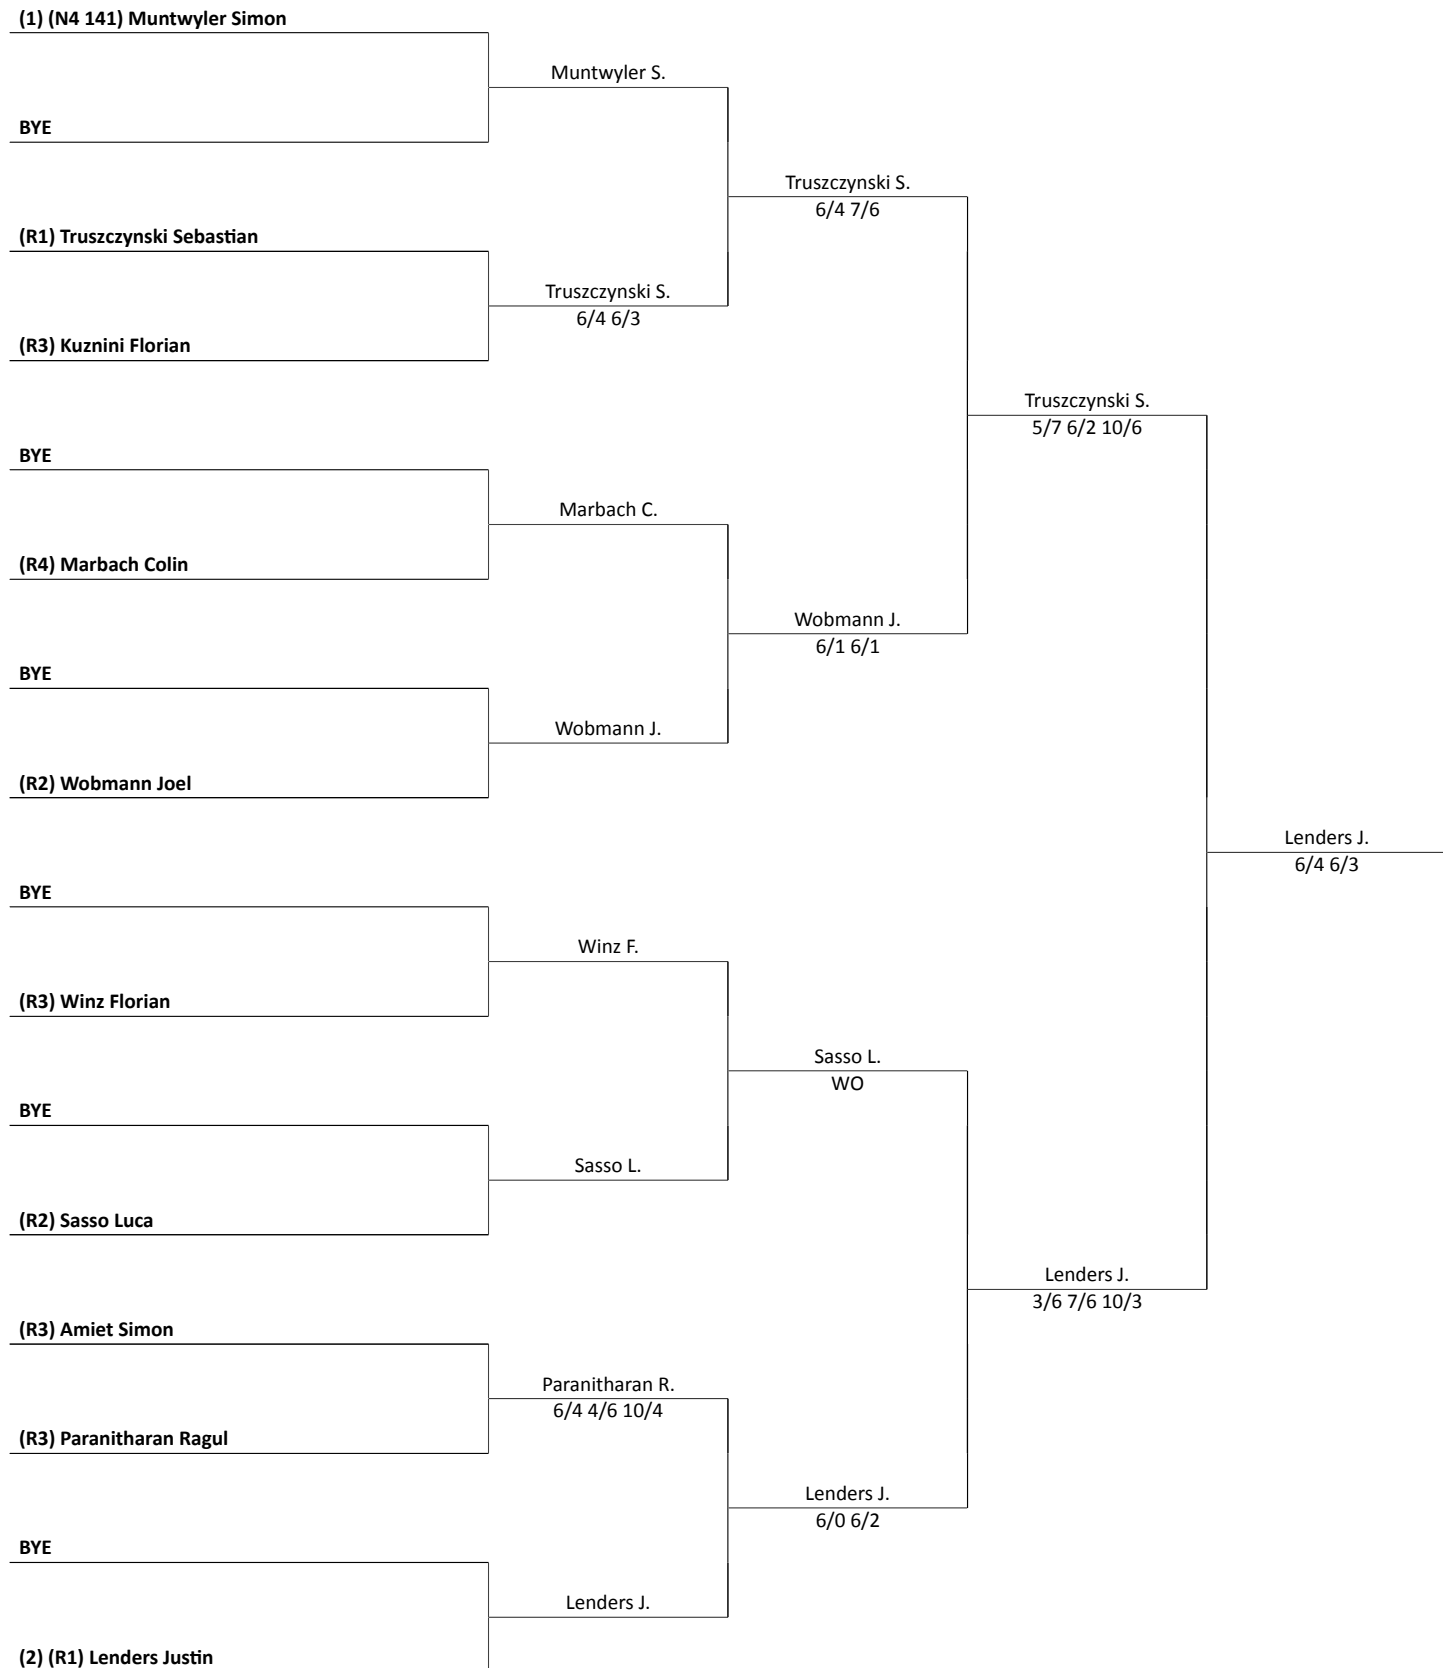 (1) (N4 141) Muntwyler Simon
Muntwyler S.
BYE
Truszczynski S.
6/4 7/6
(R1) Truszczynski Sebastian
Truszczynski S.
6/4 6/3
(R3) Kuznini Florian
Truszczynski S.
5/7 6/2 10/6
BYE
Marbach C.
(R4) Marbach Colin
Wobmann J.
6/1 6/1
BYE
Wobmann J.
(R2) Wobmann Joel
Lenders J.
6/4 6/3
BYE
Winz F.
(R3) Winz Florian
Sasso L.
WO
BYE
Sasso L.
(R2) Sasso Luca
Lenders J.
3/6 7/6 10/3
(R3) Amiet Simon
Paranitharan R.
6/4 4/6 10/4
(R3) Paranitharan Ragul
Lenders J.
6/0 6/2
BYE
Lenders J.
(2) (R1) Lenders Justin